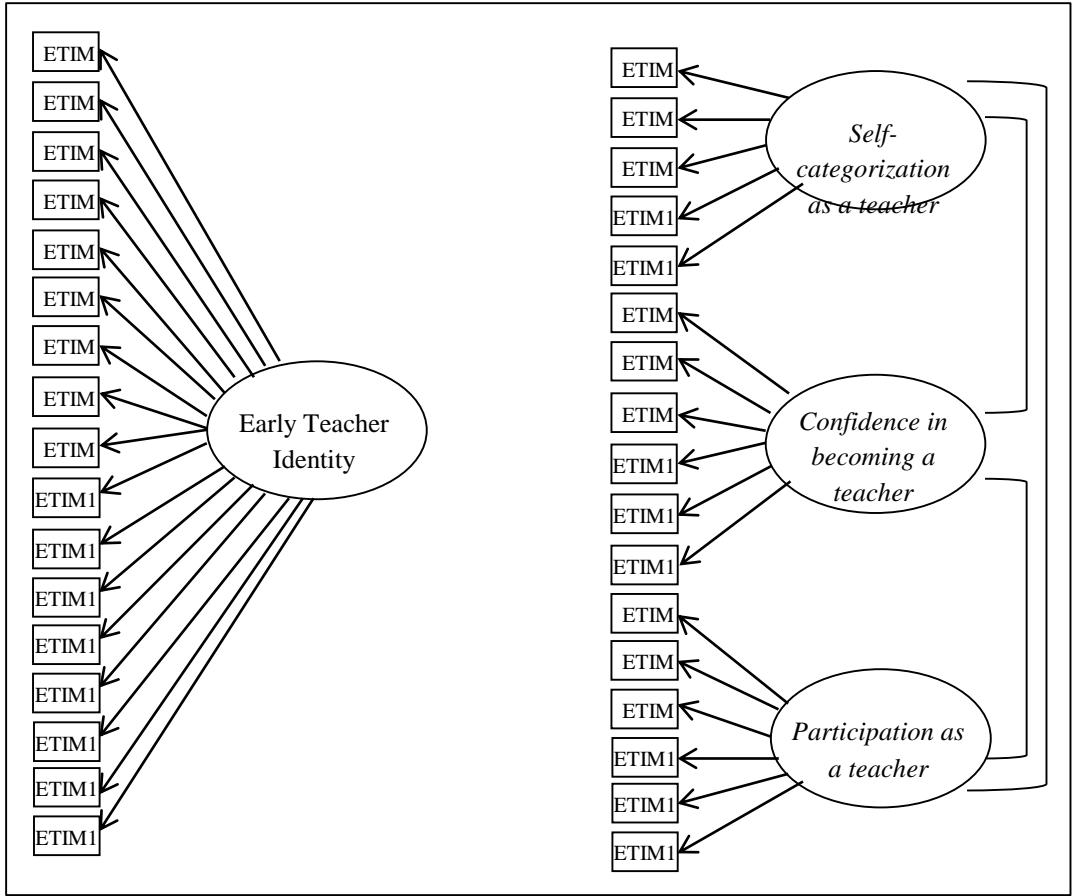 ETIM
ETIM
ETIM
ETIM
ETIM
ETIM
ETIM
ETIM
ETIM
ETIM1
ETIM1
ETIM1
ETIM1
ETIM1
ETIM1
ETIM1
ETIM1
Early Teacher
Identity
ETIM
ETIM
ETIM
ETIM1
ETIM1
Self-
categorization
as a teacher
ETIM
ETIM
ETIM
ETIM1
ETIM1
ETIM1
Confidence in
becoming a
teacher
ETIM
ETIM
ETIM
ETIM1
ETIM1
ETIM1
Participation as
a teacher